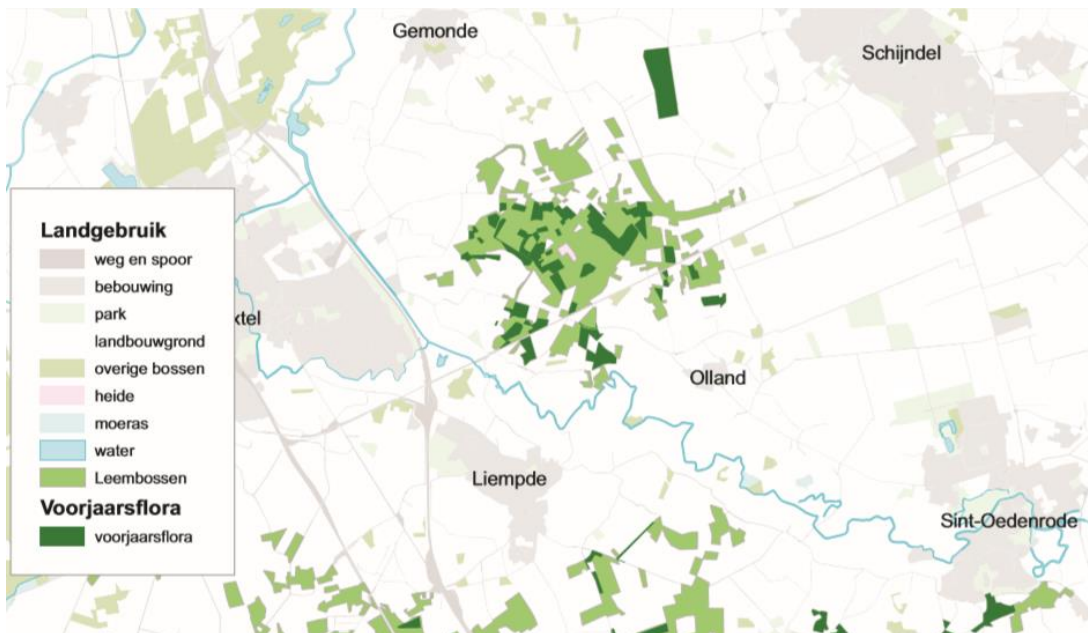 Gemonde
Schijndel
Landgebruik
weg en spoor
bebouwing
park
landbouwgrond
overige bossen
heide
moeras
water
Leembossen
Voorjaarsflora
voorjaarsflora
xtel
Olland
Liempde
Sint-Oedenrode